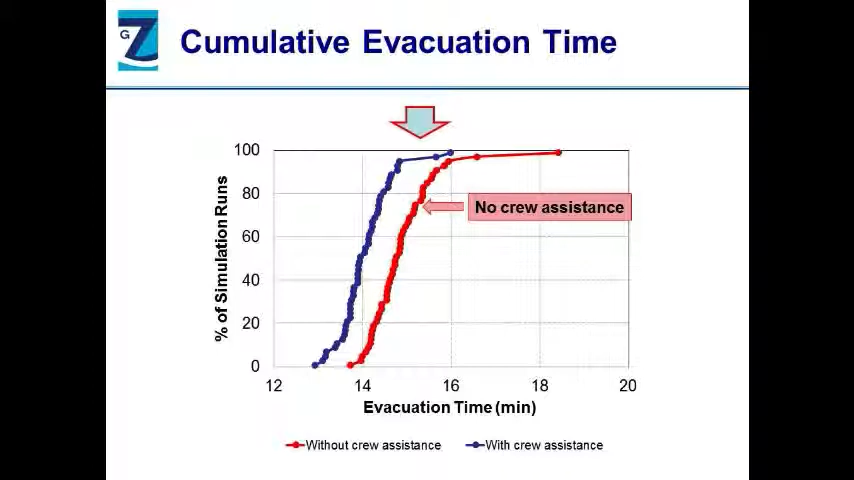 G
Z
Cumulative Evacuation Time
100
80
60
40
20
0
% of Simulation Runs
No crew assistance
12 14 16 18 20
Evacuation Time (min)
Without crew assistance With crew assistance